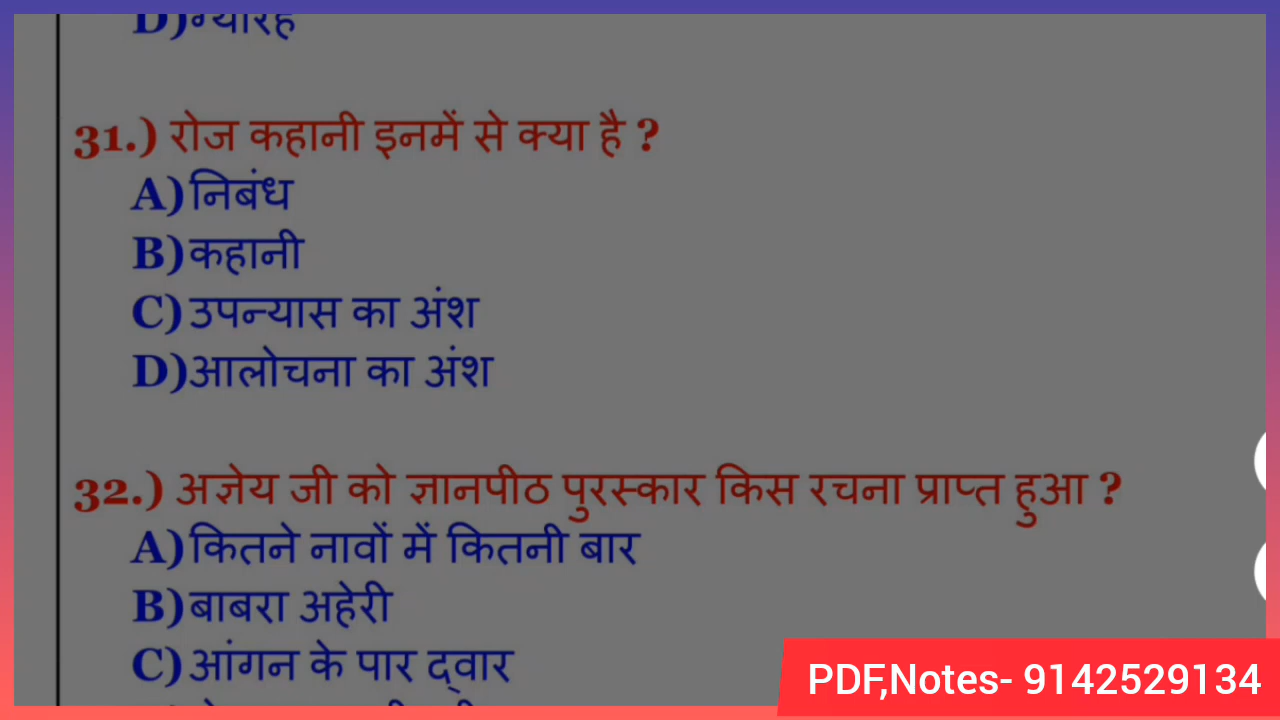 D)ग्यारह
31.) रोज कहानी इनमें से क्या है ?
A)निबंध
B)कहानी
C)उपन्यास का अंश
D)आलोचना का अंश
32.) अज्ञेय जी को ज्ञानपीठ पुरस्कार किस रचना प्राप्त हुआ ?
A)कितने नावों में कितनी बार
B)बाबरा अहेरी
C)आंगन के पार द्वार
PDF,Notes- 9142529134